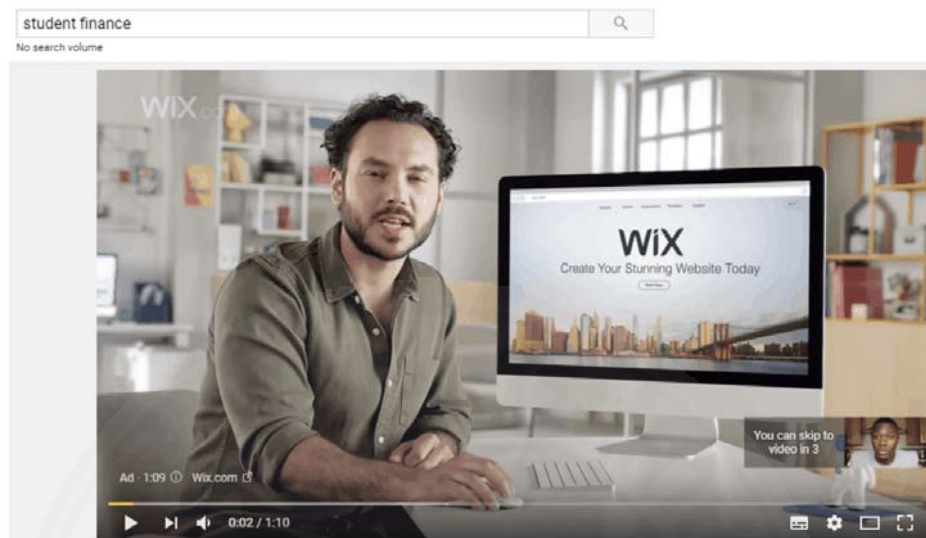 student finance
No search volume
WiX.com
WiX
Create Your Stunning Website Today
You can skip to
video in 3
Ad · 1:09
Wix.com
0:02 / 1:10